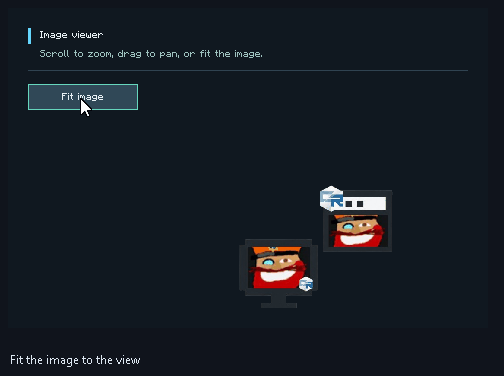 Image viewer
Scroll to zoom, drag to pan, or fit the image.
Fit image
Fit the image to the view